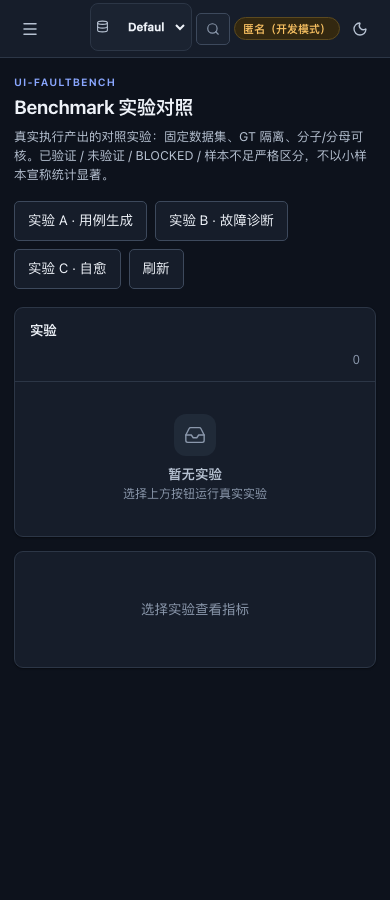 Defaul
匿名（开发模式）
UI-FAULTBENCH
Benchmark 实验对照
真实执行产出的对照实验：固定数据集、GT 隔离、分子/分母可
核。已验证 / 未验证 / BLOCKED / 样本不足严格区分，不以小样
本宣称统计显著。
实验 A · 用例生成
实验 B · 故障诊断
实验 C · 自愈
刷新
实验
0
暂无实验
选择上方按钮运行真实实验
选择实验查看指标